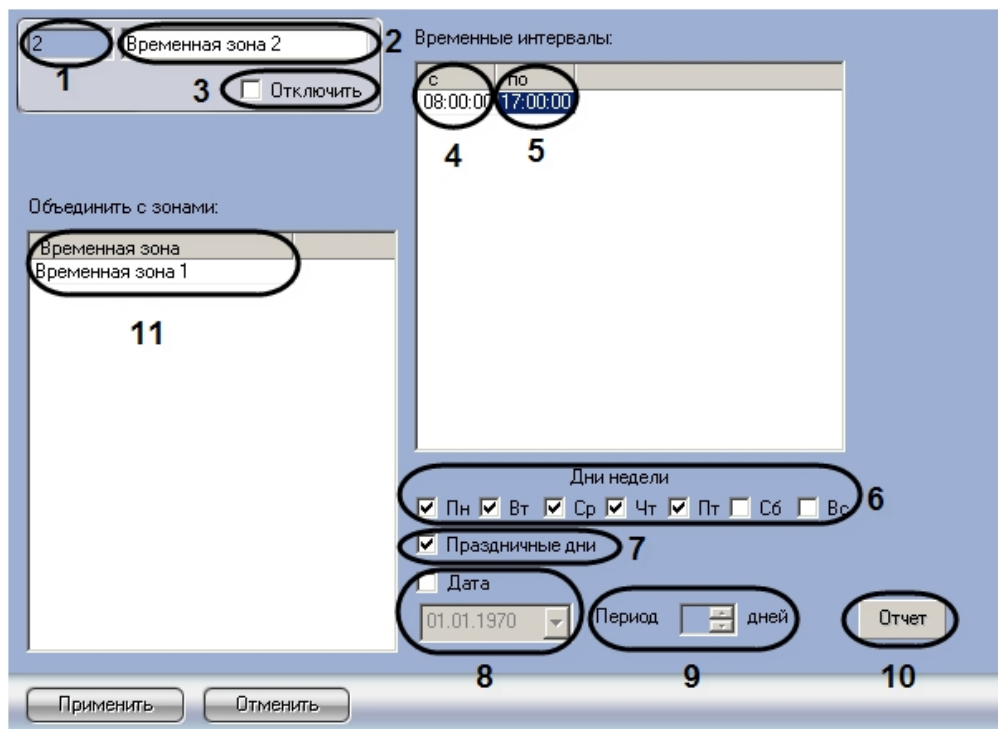 2 Временная зона 2 2
1
3 Отключить
Временные интервалы:
с по
08:00:00 17:00:00
4 5
Объединить с зонами:
Временная зона
Временная зона 1
11
Дни недели
Пн Вт Ср Чт Пт Сб Вс 6
Праздничные дни 7
Дата
01.01.1970 Период дней Отчет
8 9 10
Применить Отменить